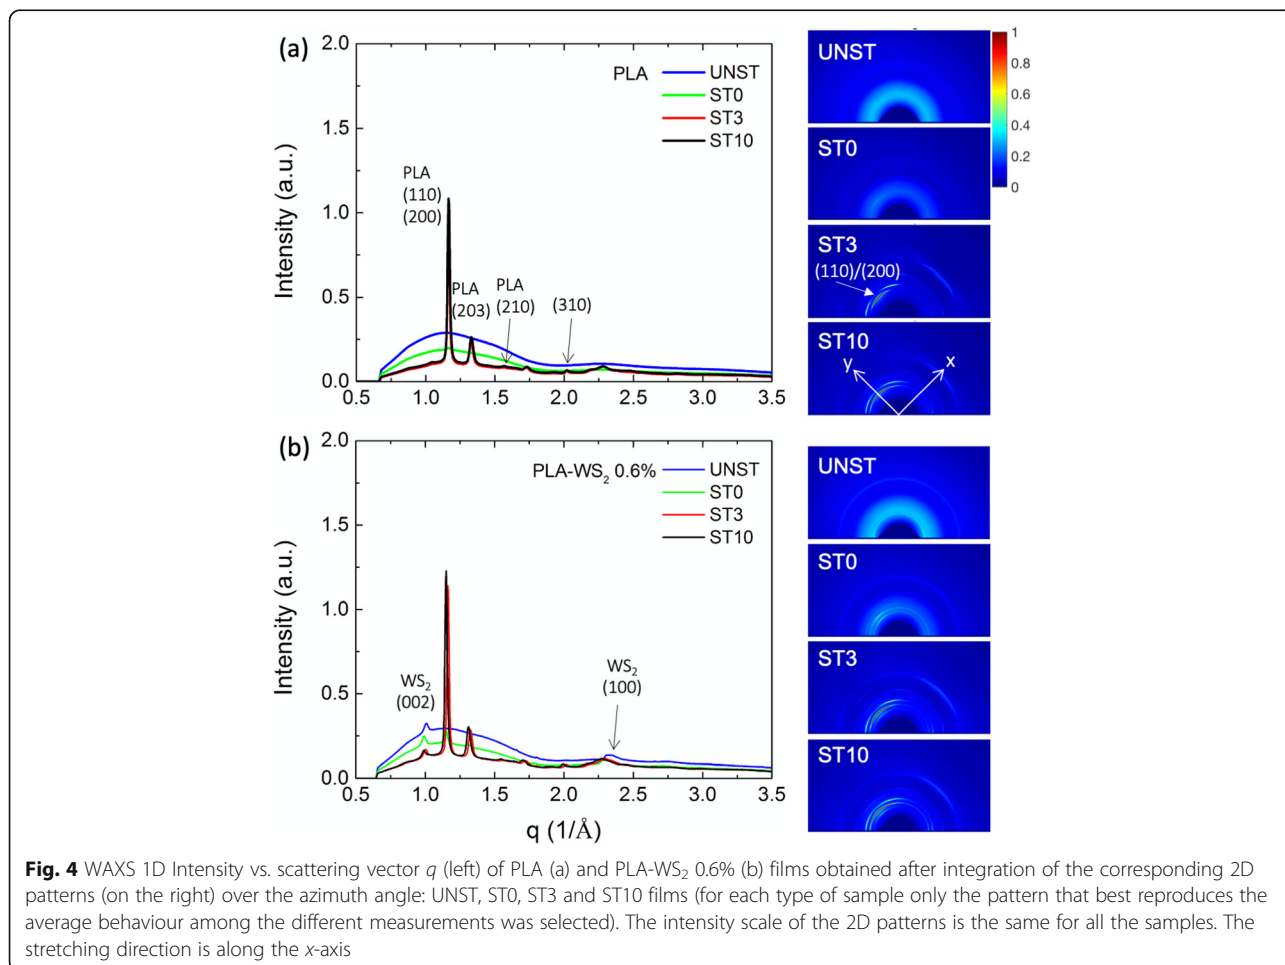 (a)
2.0
1.5
1.0
0.5
0.0
Intensity (a.u.)
PLA
UNST
ST0
ST3
ST10
PLA
(110)
(200)
PLA
(203)
PLA
(210)
(310)
0.5 1.0 1.5 2.0 2.5 3.0 3.5
UNST
1
0.8
0.6
0.4
0.2
0
ST0
ST3
(110)/(200)
ST10
y
x
(b)
2.0
1.5
1.0
0.5
0.0
Intensity (a.u.)
PLA-WS₂ 0.6%
UNST
ST0
ST3
ST10
WS₂
(002)
WS₂
(100)
0.5 1.0 1.5 2.0 2.5 3.0 3.5
q (1/Å)
UNST
ST0
ST3
ST10
Fig. 4 WAXS 1D Intensity vs. scattering vector q (left) of PLA (a) and PLA-WS₂ 0.6% (b) films obtained after integration of the corresponding 2D
patterns (on the right) over the azimuth angle: UNST, ST0, ST3 and ST10 films (for each type of sample only the pattern that best reproduces the
average behaviour among the different measurements was selected). The intensity scale of the 2D patterns is the same for all the samples. The
stretching direction is along the x-axis